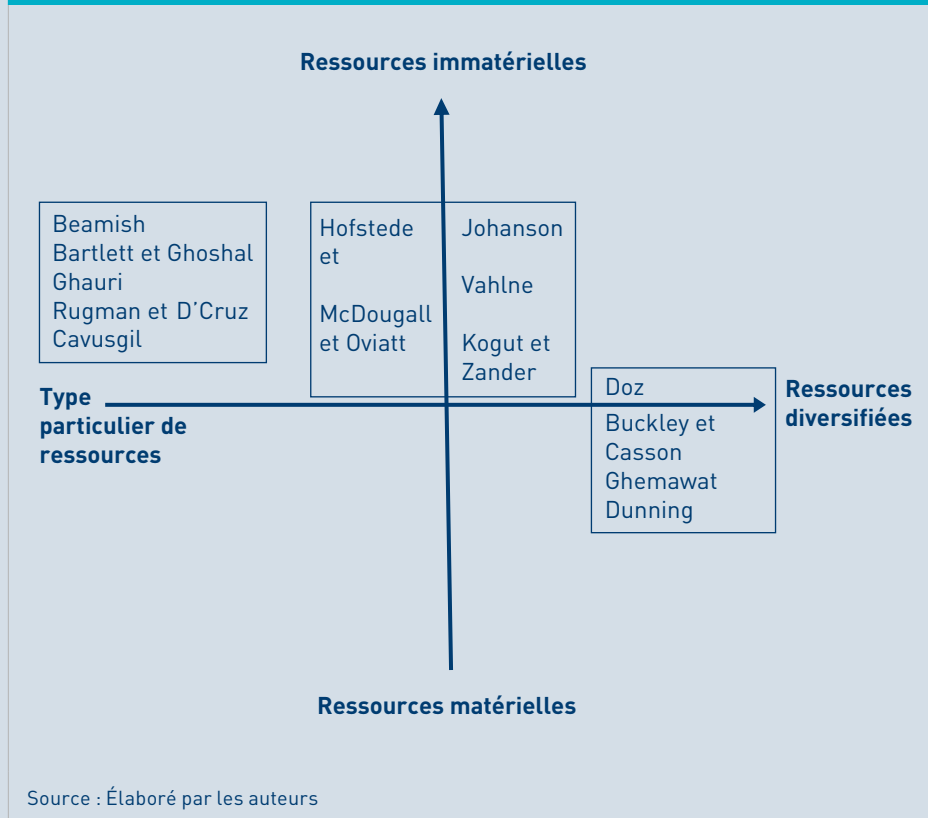 Ressources immatérielles
Beamish
Bartlett et Ghoshal
Ghauri
Rugman et D’Cruz
Cavusgil
Hofstede
et
McDougall
et Oviatt
Johanson
Vahlne
Kogut et
Zander
Type
particulier de
ressources
Doz
Buckley et
Casson
Ghemawat
Dunning
Ressources
diversifiées
Ressources matérielles
Source : Élaboré par les auteurs